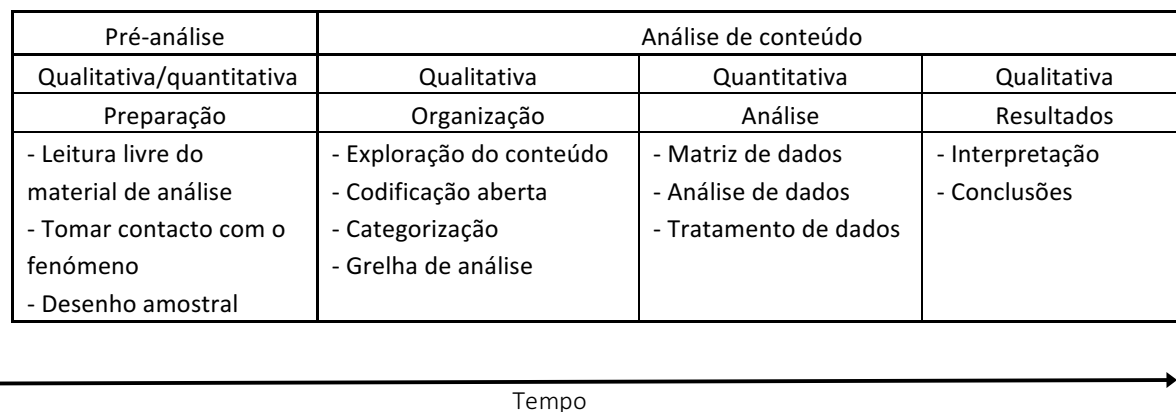 Pré-análise
Análise de conteúdo
Qualitativa/quantitativa
Qualitativa
Quantitativa
Qualitativa
Preparação
Organização
Análise
Resultados
- Leitura livre do
material de análise
- Tomar contacto com o
fenómeno
- Desenho amostral
- Exploração do conteúdo
- Codificação aberta
- Categorização
- Grelha de análise
- Matriz de dados
- Análise de dados
- Tratamento de dados
- Interpretação
- Conclusões
Tempo